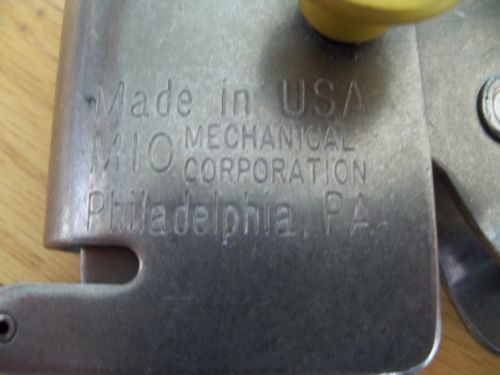 Made in USA
MIO MECHANICAL
CORPORATION
Philadelphia, PA.